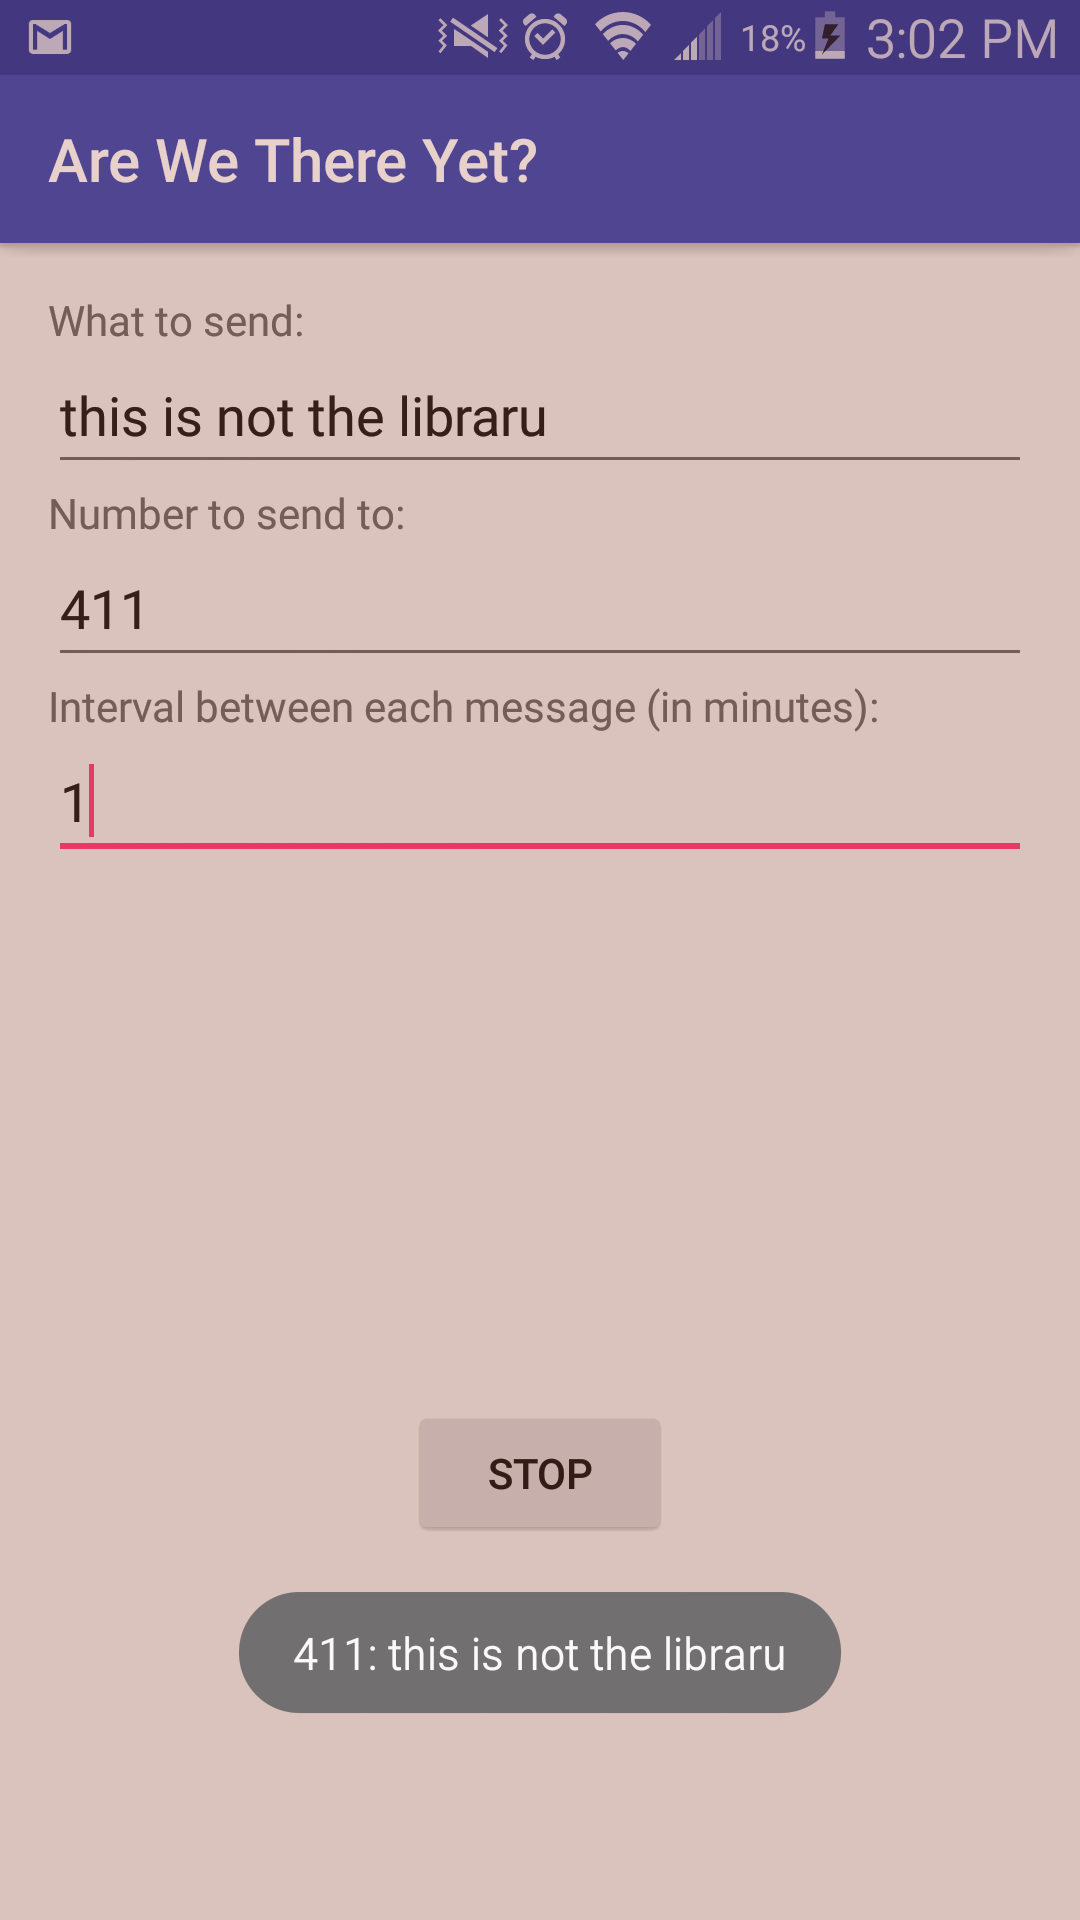 18% 3:02 PM
Are We There Yet?
What to send:
this is not the libraru
Number to send to:
411
Interval between each message (in minutes):
1
STOP
411: this is not the libraru